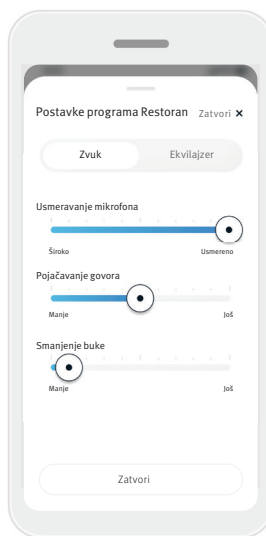 Postavke programa Restoran Zatvori ×
Zvuk Ekvilajzer
Usmeravanje mikrofona
Široko Usmereno
Pojačavanje govora
Manje Još
Smanjenje buke
Manje Još
Zatvori